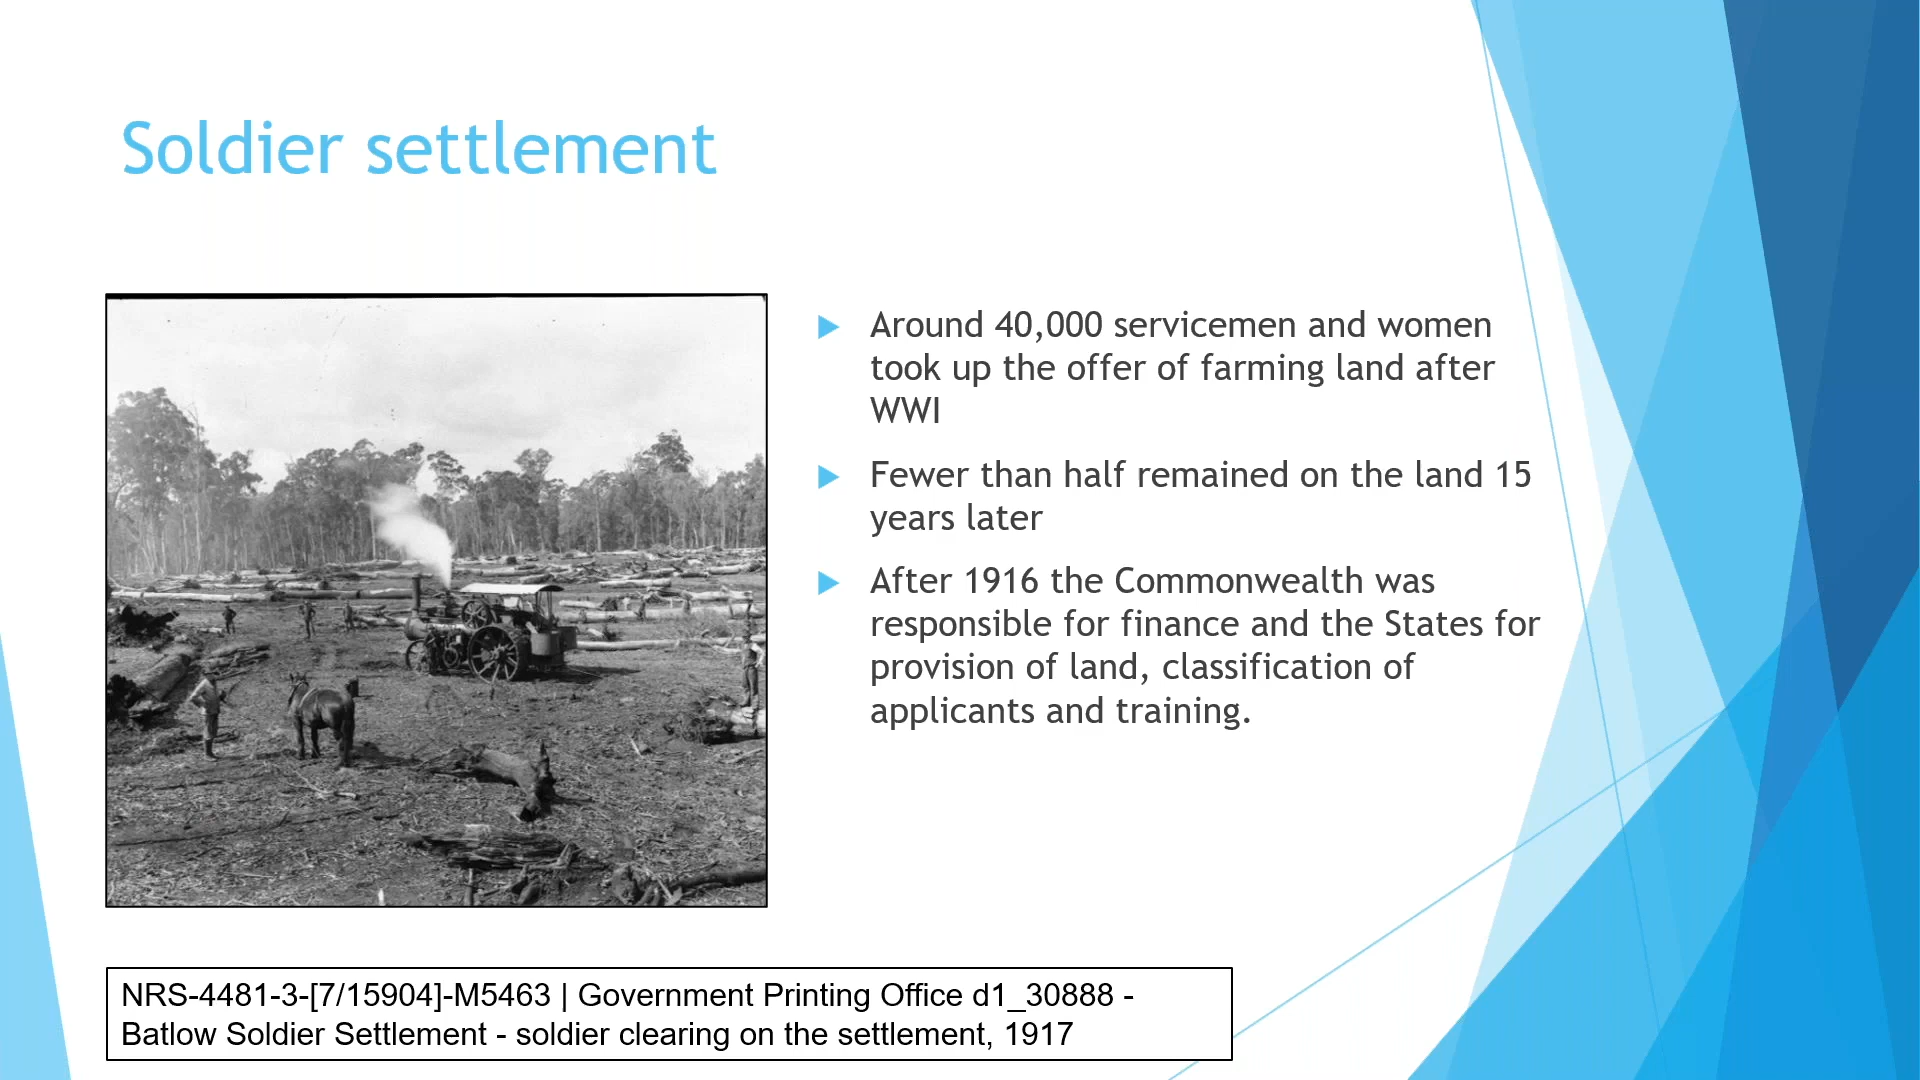 Soldier settlement
Around 40,000 servicemen and women
took up the offer of farming land after
WWI
Fewer than half remained on the land 15
years later
After 1916 the Commonwealth was
responsible for finance and the States for
provision of land, classification of
applicants and training.
NRS-4481-3-[7/15904]-M5463 | Government Printing Office d1_30888 -
Batlow Soldier Settlement - soldier clearing on the settlement, 1917